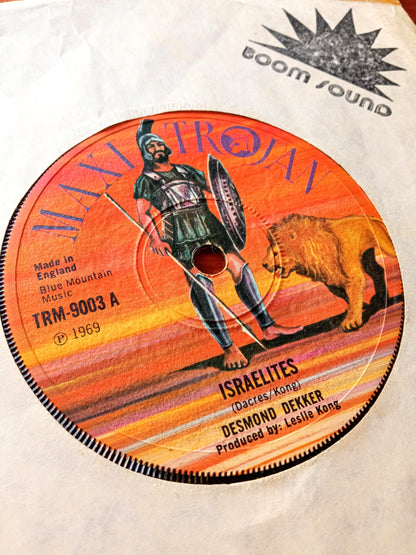 BOOM SOUND
MAXI TROJAN
Made in
England
Blue Mountain
Music
TRM-9003 A
Ⓟ 1969
ISRAELITES
(Dacres/Kong)
DESMOND DEKKER
Produced by: Leslie Kong